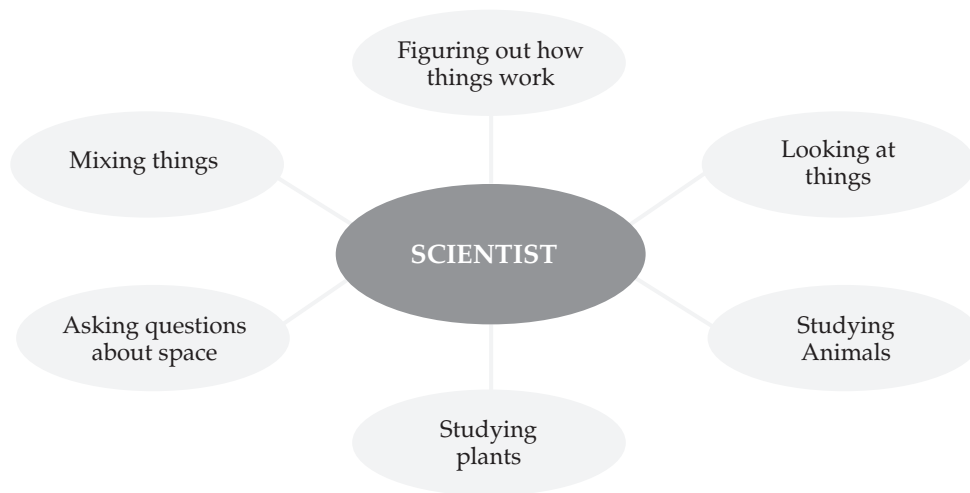 Figuring out how
things work
Mixing things
Looking at
things
SCIENTIST
Asking questions
about space
Studying
Animals
Studying
plants